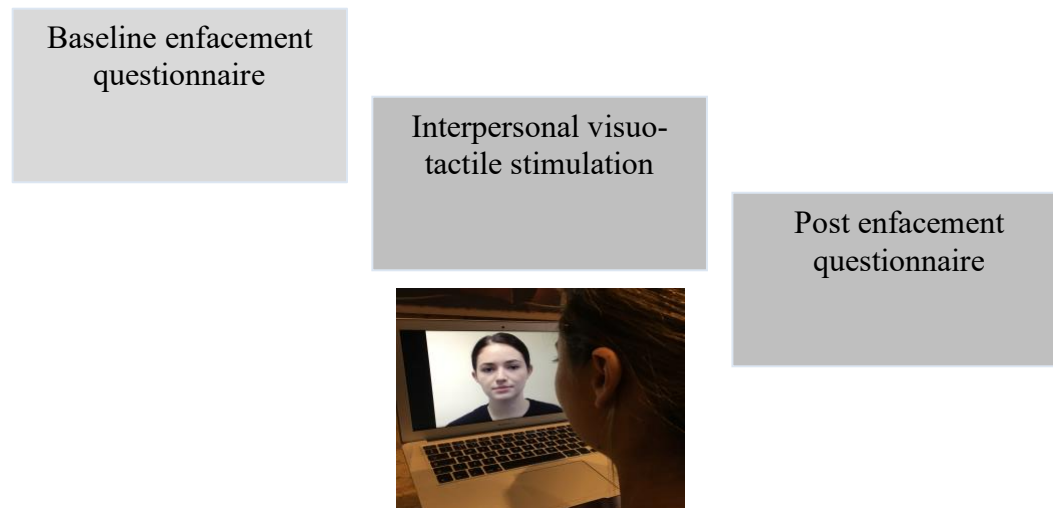 Baseline enfacement
questionnaire
Interpersonal visuo-
tactile stimulation
Post enfacement
questionnaire